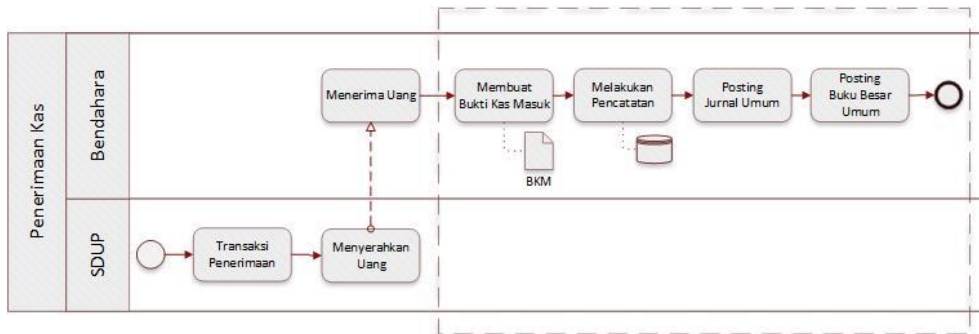 Penerimaan Kas
Bendahara
Menerima Uang
Membuat
Bukti Kas Masuk
Melakukan
Pencatatan
Posting
Jurnal Umum
Posting
Buku Besar
Umum
BKM
SDUP
Transaksi
Penerimaan
Menyerahkan
Uang